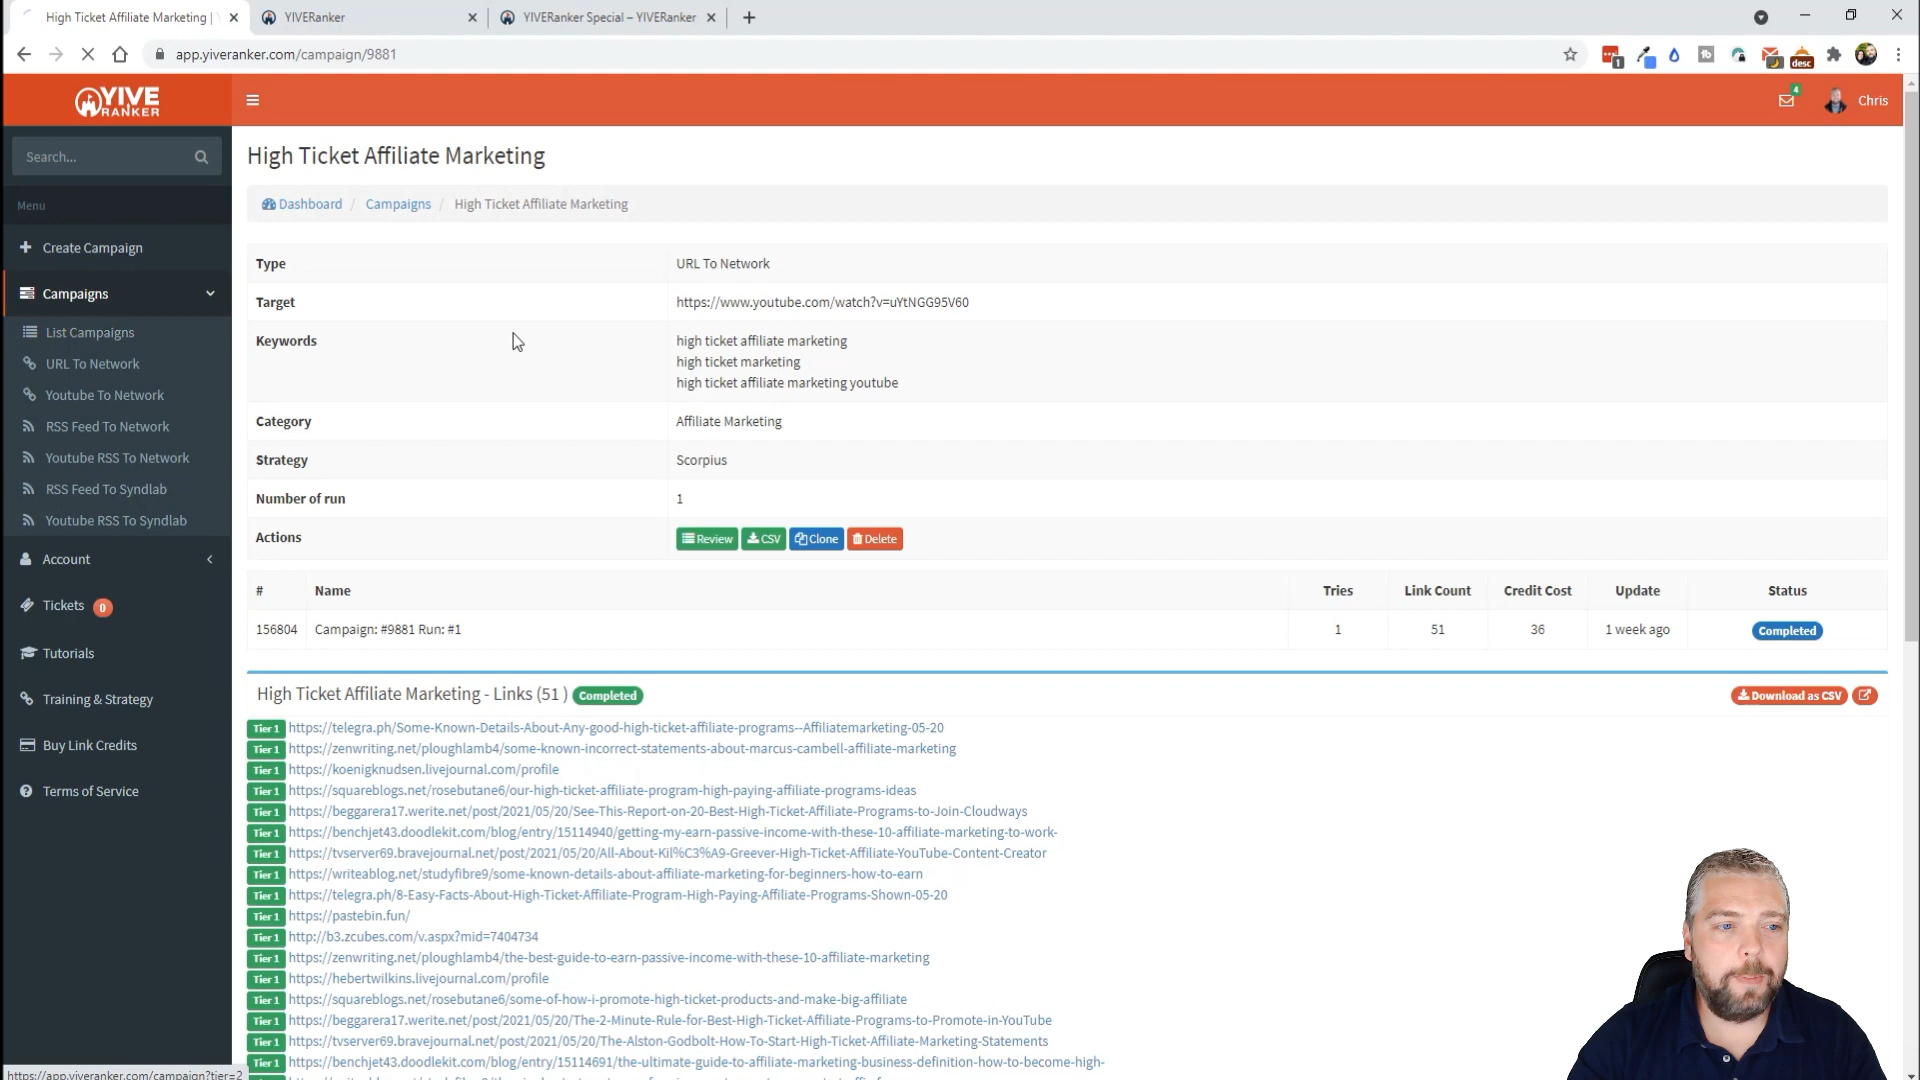 High Ticket Affiliate Marketing |
YIVERanker
YIVERanker Special – YIVERanker
app.yiveranker.com/campaign/9881
1
desc
YIVE
RANKER
4
Chris
Search...
High Ticket Affiliate Marketing
Menu
Dashboard / Campaigns / High Ticket Affiliate Marketing
Create Campaign
Campaigns
List Campaigns
URL To Network
Youtube To Network
RSS Feed To Network
Youtube RSS To Network
RSS Feed To Syndlab
Youtube RSS To Syndlab
Account
Tickets 0
Tutorials
Training & Strategy
Buy Link Credits
Terms of Service
Type URL To Network
Target https://www.youtube.com/watch?v=uYtNGG95V60
Keywords high ticket affiliate marketing
high ticket marketing
high ticket affiliate marketing youtube
Category Affiliate Marketing
Strategy Scorpius
Number of run 1
Actions Review CSV Clone Delete
# Name Tries Link Count Credit Cost Update Status
156804 Campaign: #9881 Run: #1 1 51 36 1 week ago Completed
High Ticket Affiliate Marketing - Links (51 ) Completed Download as CSV
Tier 1 https://telegra.ph/Some-Known-Details-About-Any-good-high-ticket-affiliate-programs--Affiliatemarketing-05-20
Tier 1 https://zenwriting.net/ploughlamb4/some-known-incorrect-statements-about-marcus-cambell-affiliate-marketing
Tier 1 https://koenigknudsen.livejournal.com/profile
Tier 1 https://squareblogs.net/rosebutane6/our-high-ticket-affiliate-program-high-paying-affiliate-programs-ideas
Tier 1 https://beggarera17.werite.net/post/2021/05/20/See-This-Report-on-20-Best-High-Ticket-Affiliate-Programs-to-Join-Cloudways
Tier 1 https://benchjet43.doodlekit.com/blog/entry/15114940/getting-my-earn-passive-income-with-these-10-affiliate-marketing-to-work-
Tier 1 https://tvserver69.bravejournal.net/post/2021/05/20/All-About-Kil%C3%A9-Greever-High-Ticket-Affiliate-YouTube-Content-Creator
Tier 1 https://writeablog.net/studyfibre9/some-known-details-about-affiliate-marketing-for-beginners-how-to-earn
Tier 1 https://telegra.ph/8-Easy-Facts-About-High-Ticket-Affiliate-Program-High-Paying-Affiliate-Programs-Shown-05-20
Tier 1 https://pastebin.fun/
Tier 1 http://b3.zcubes.com/v.aspx?mid=7404734
Tier 1 https://zenwriting.net/ploughlamb4/the-best-guide-to-earn-passive-income-with-these-10-affiliate-marketing
Tier 1 https://hebertwilkins.livejournal.com/profile
Tier 1 https://squareblogs.net/rosebutane6/some-of-how-i-promote-high-ticket-products-and-make-big-affiliate
Tier 1 https://beggarera17.werite.net/post/2021/05/20/The-2-Minute-Rule-for-Best-High-Ticket-Affiliate-Programs-to-Promote-in-YouTube
Tier 1 https://tvserver69.bravejournal.net/post/2021/05/20/The-Alston-Godbolt-How-To-Start-High-Ticket-Affiliate-Marketing-Statements
Tier 1 https://benchjet43.doodlekit.com/blog/entry/15114691/the-ultimate-guide-to-affiliate-marketing-business-definition-how-to-become-high-
https://app.yiveranker.com/campaign?tier=2